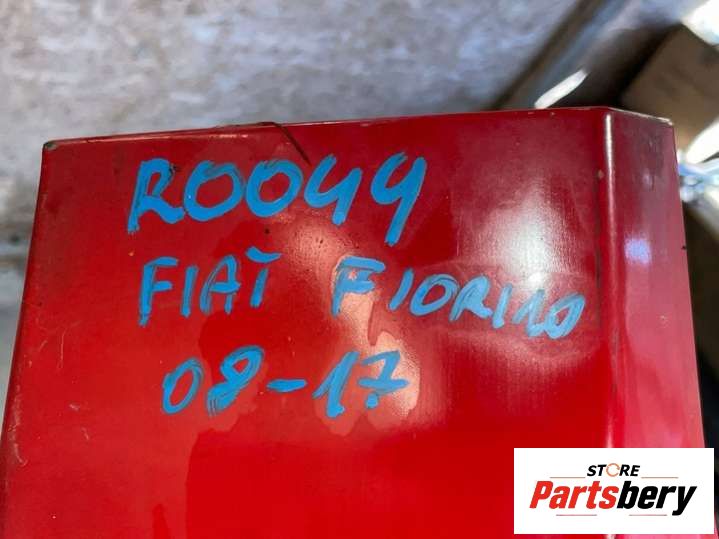 R0044
FIAT FIORINO
08-17
STORE
Partsbery